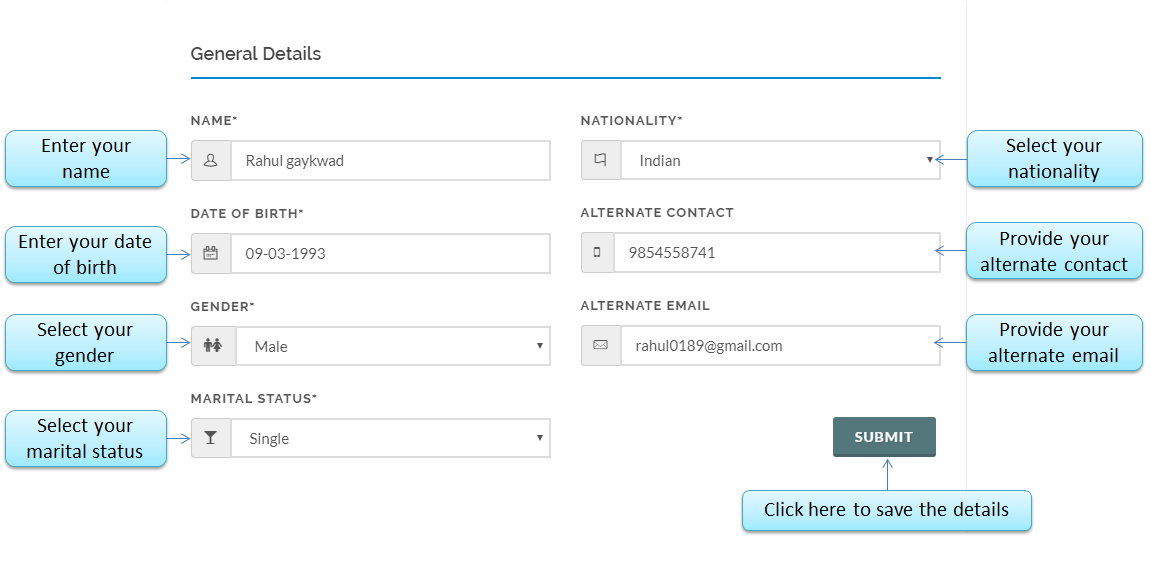 General Details
NAME*
NATIONALITY*
Enter your
name
Rahul gaykwad
Indian
Select your
nationality
DATE OF BIRTH*
ALTERNATE CONTACT
Enter your date
of birth
09-03-1993
9854558741
Provide your
alternate contact
GENDER*
ALTERNATE EMAIL
Select your
gender
Male
rahul0189@gmail.com
Provide your
alternate email
MARITAL STATUS*
Select your
marital status
Single
SUBMIT
Click here to save the details